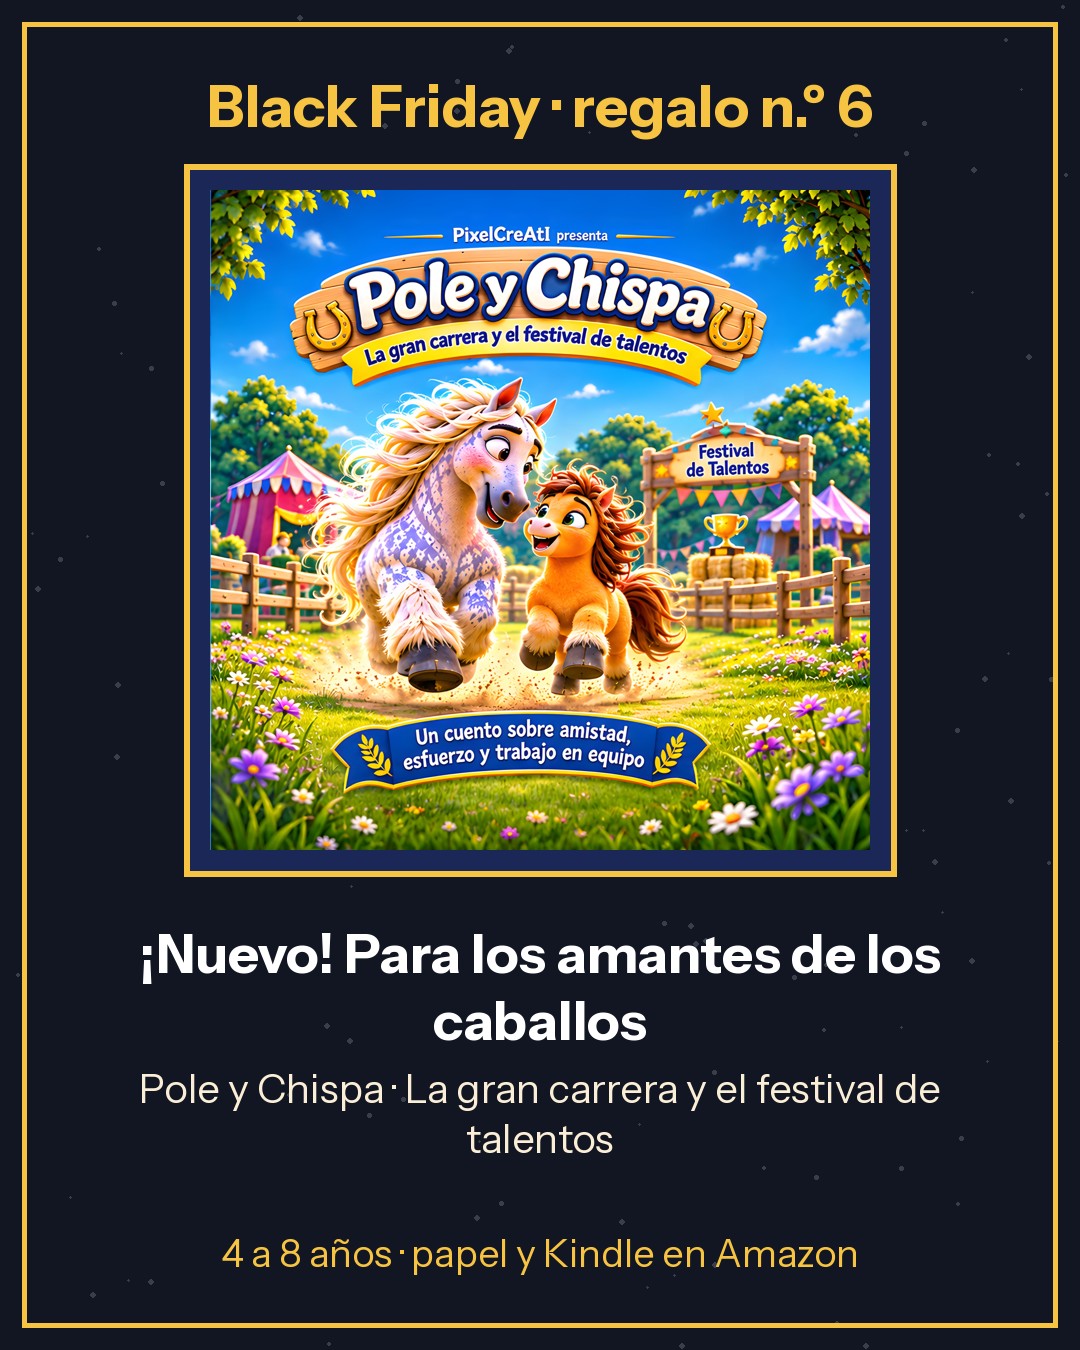 Black Friday · regalo n.º 6
PixelCreAtI presenta
Pole y Chispa
La gran carrera y el festival de talentos
Festival
de Talentos
Un cuento sobre amistad,
esfuerzo y trabajo en equipo
¡Nuevo! Para los amantes de los
caballos
Pole y Chispa · La gran carrera y el festival de
talentos
4 a 8 años · papel y Kindle en Amazon